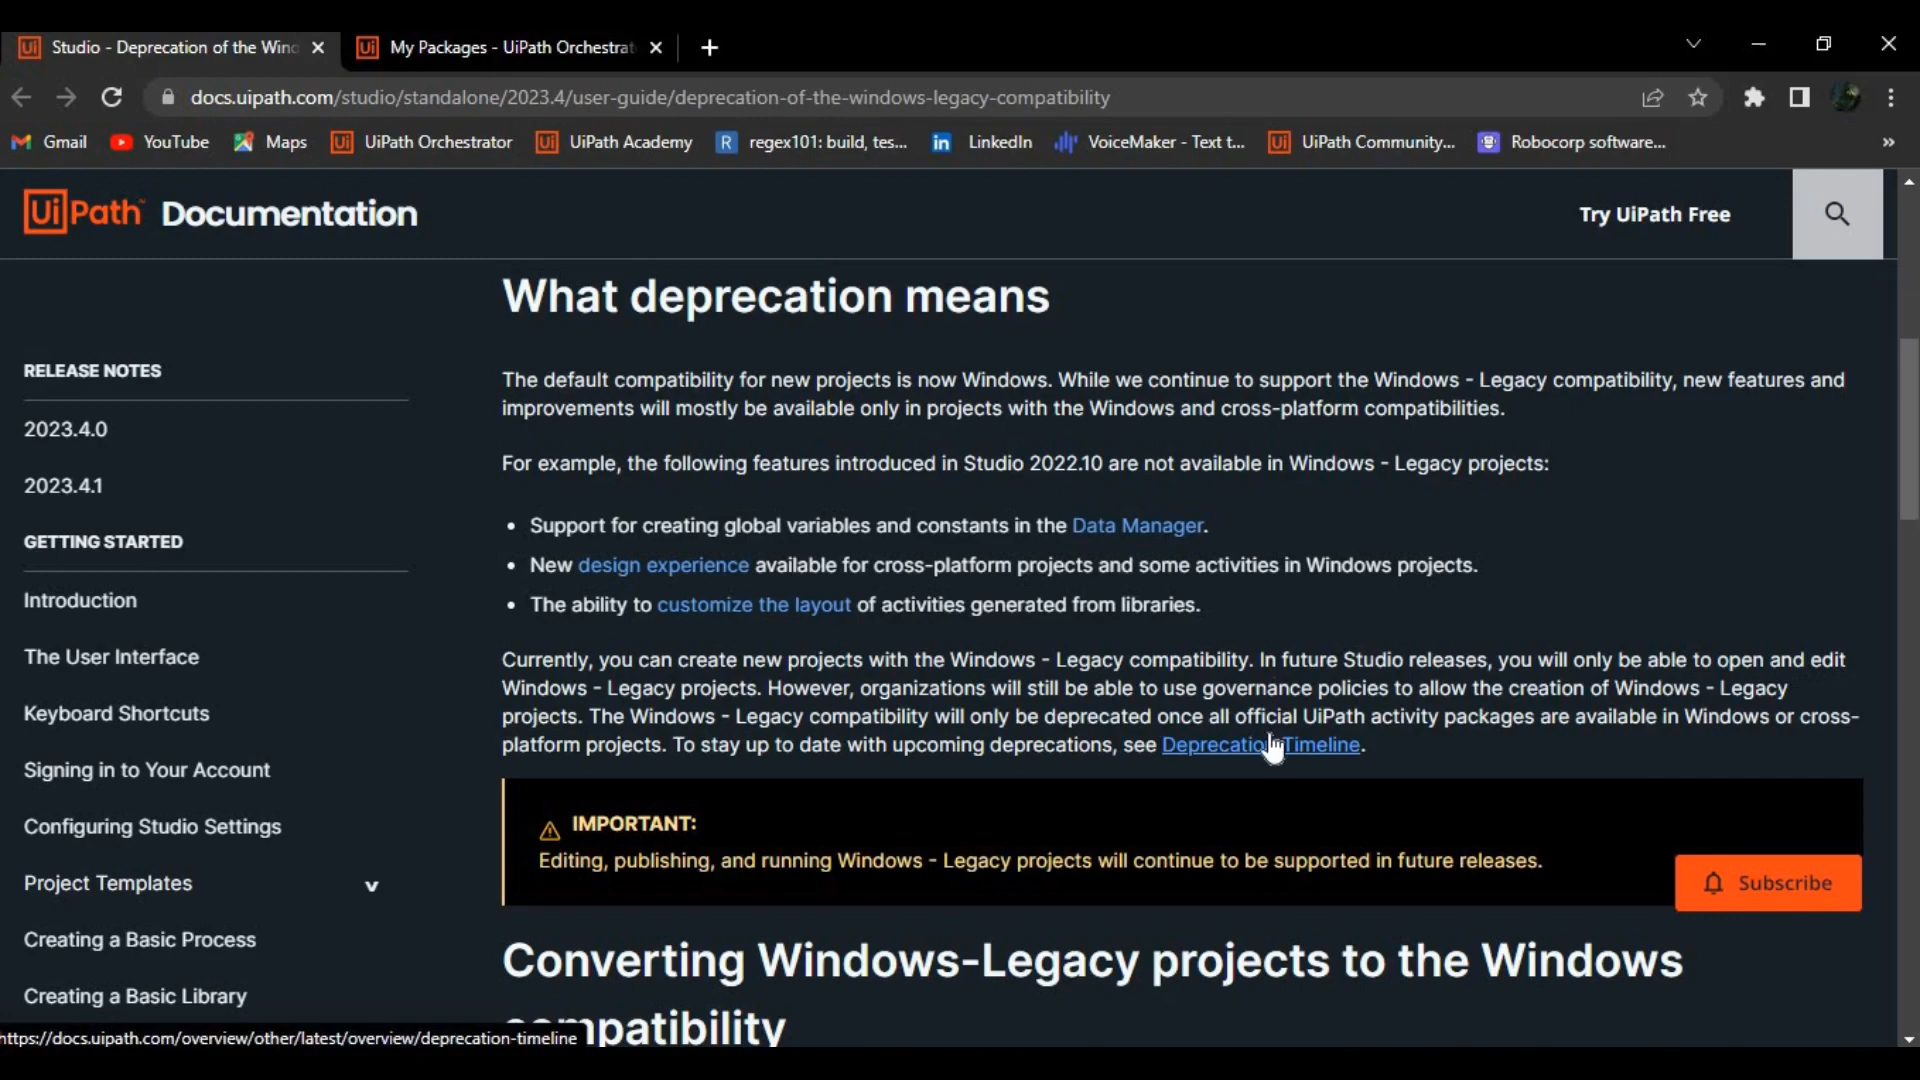 Studio - Deprecation of the Wind
My Packages - UiPath Orchestrat
docs.uipath.com/studio/standalone/2023.4/user-guide/deprecation-of-the-windows-legacy-compatibility
Gmail
YouTube
Maps
UiPath Orchestrator
UiPath Academy
regex101: build, tes...
LinkedIn
VoiceMaker - Text t...
UiPath Community...
Robocorp software...
UiPath Documentation
Try UiPath Free
What deprecation means
The default compatibility for new projects is now Windows. While we continue to support the Windows - Legacy compatibility, new features and
improvements will mostly be available only in projects with the Windows and cross-platform compatibilities.
For example, the following features introduced in Studio 2022.10 are not available in Windows - Legacy projects:
• Support for creating global variables and constants in the Data Manager.
• New design experience available for cross-platform projects and some activities in Windows projects.
• The ability to customize the layout of activities generated from libraries.
Currently, you can create new projects with the Windows - Legacy compatibility. In future Studio releases, you will only be able to open and edit
Windows - Legacy projects. However, organizations will still be able to use governance policies to allow the creation of Windows - Legacy
projects. The Windows - Legacy compatibility will only be deprecated once all official UiPath activity packages are available in Windows or cross-
platform projects. To stay up to date with upcoming deprecations, see Deprecation Timeline.
IMPORTANT:
Editing, publishing, and running Windows - Legacy projects will continue to be supported in future releases.
Subscribe
Converting Windows-Legacy projects to the Windows
compatibility
RELEASE NOTES
2023.4.0
2023.4.1
GETTING STARTED
Introduction
The User Interface
Keyboard Shortcuts
Signing in to Your Account
Configuring Studio Settings
Project Templates
Creating a Basic Process
Creating a Basic Library
https://docs.uipath.com/overview/other/latest/overview/deprecation-timeline